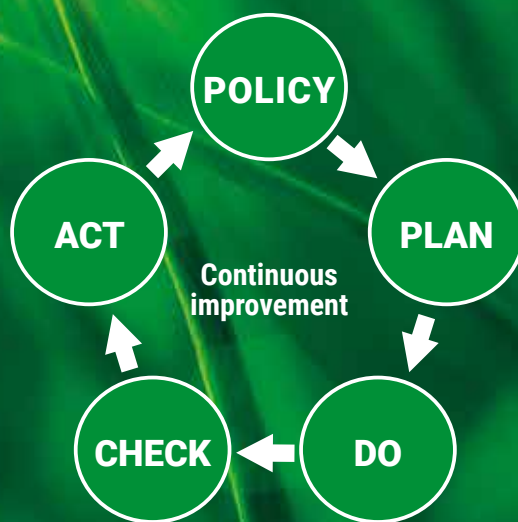 POLICY
PLAN
DO
CHECK
ACT
Continuous
improvement